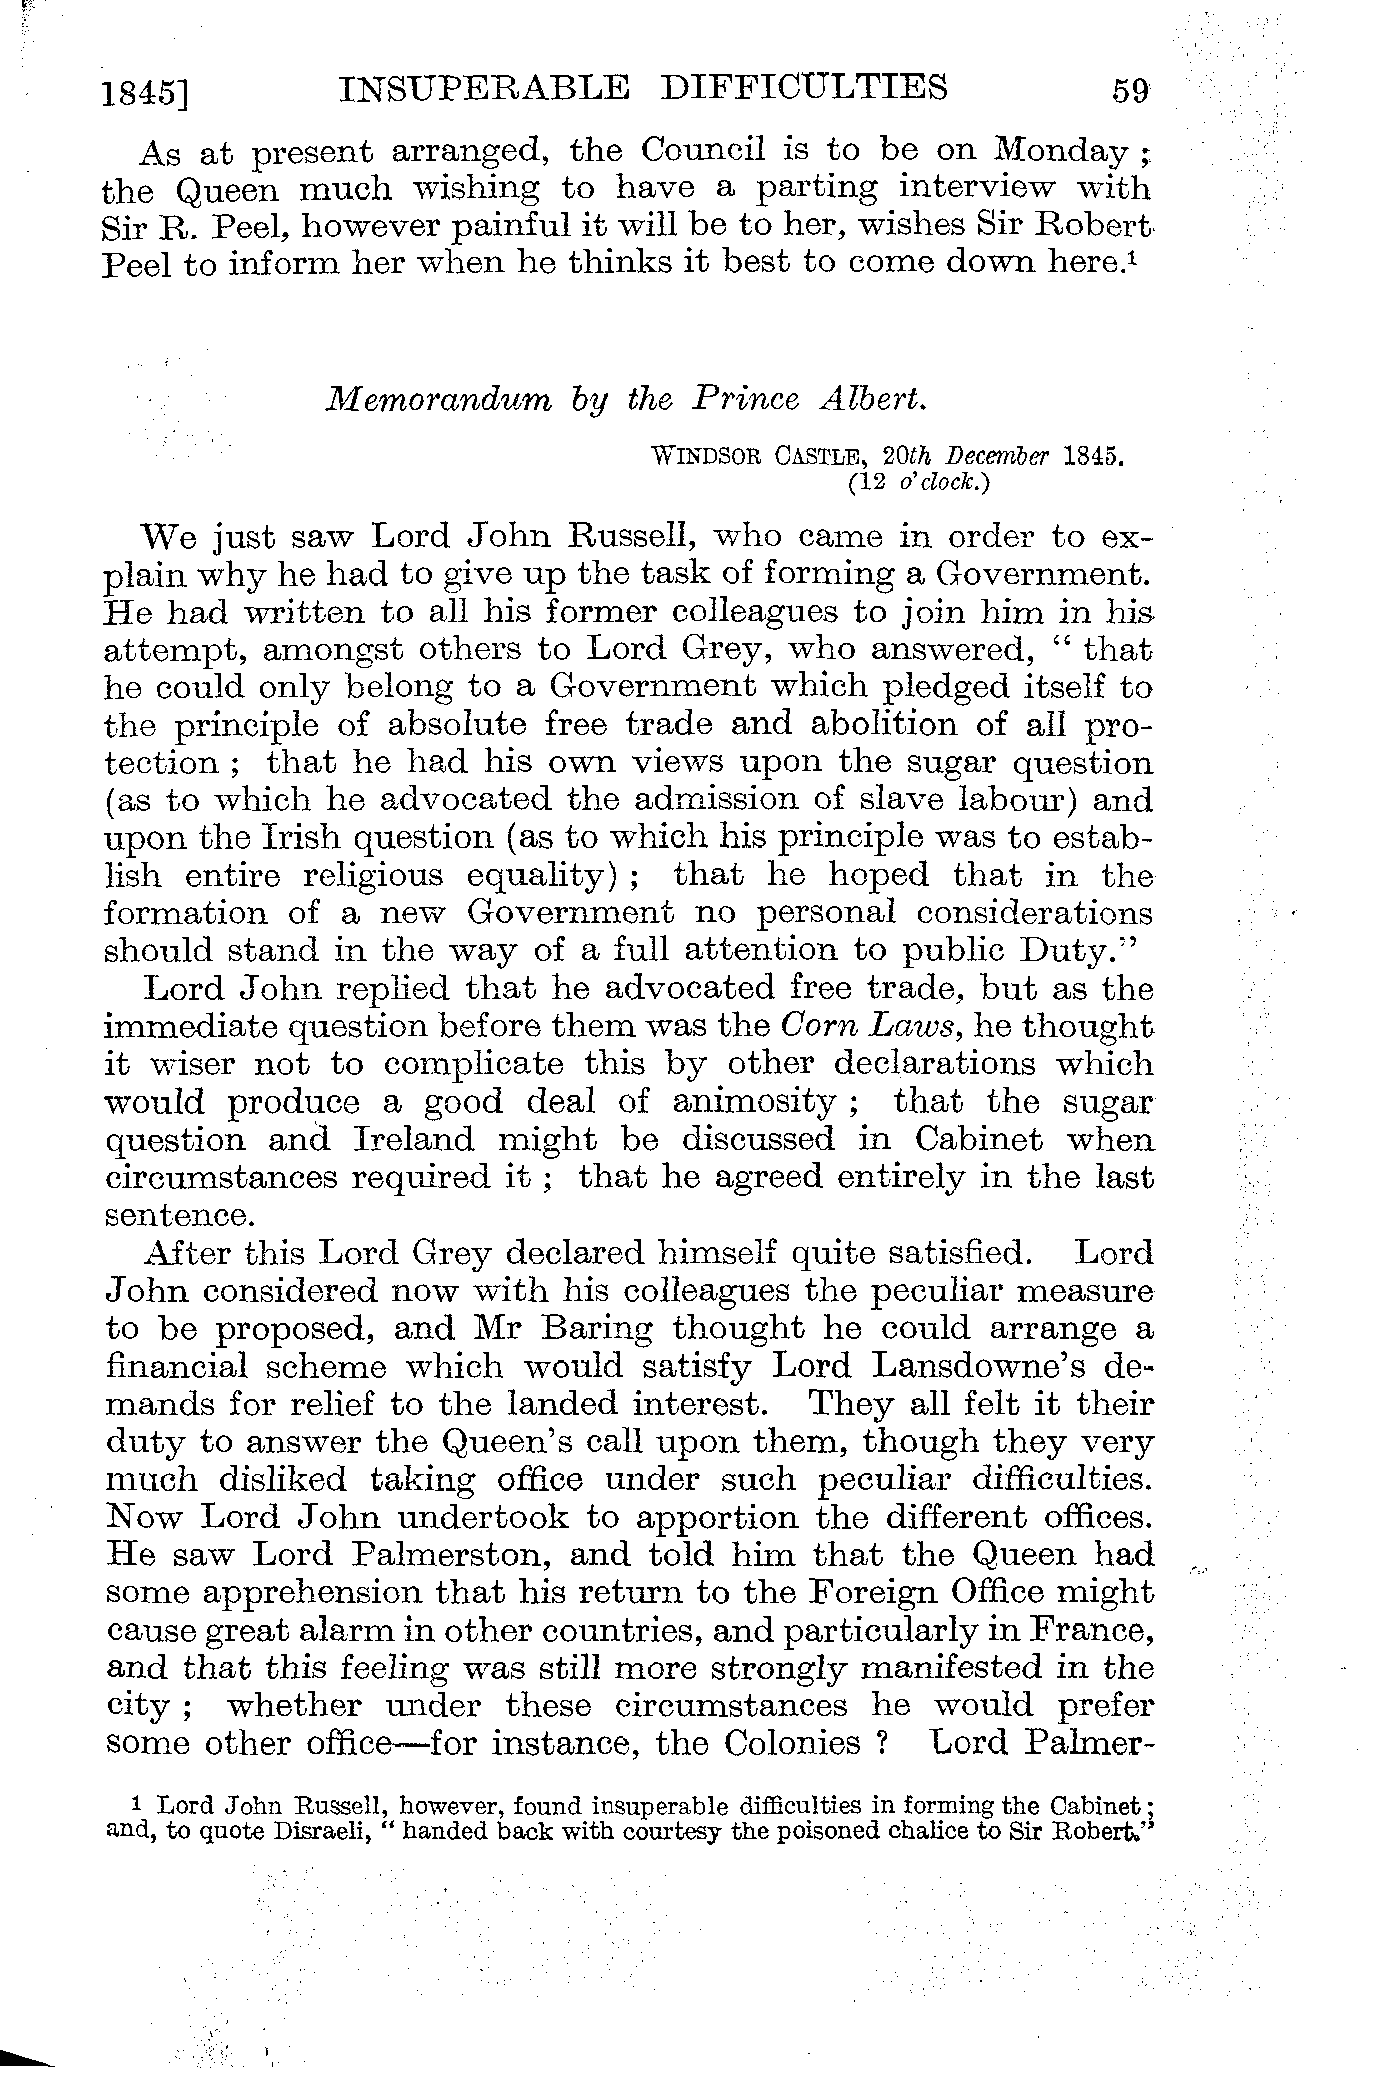 1845] INSUPERABLE DIFFICULTIES 59
As at present arranged, the Council is to be on Monday ;
the Queen much wishing to have a parting interview with
Sir R. Peel, however painful it will be to her, wishes Sir Robert
Peel to inform her when he thinks it best to come down here.¹
Memorandum by the Prince Albert.
WINDSOR CASTLE, 20th December 1845.
(12 o'clock.)
We just saw Lord John Russell, who came in order to ex-
plain why he had to give up the task of forming a Government.
He had written to all his former colleagues to join him in his
attempt, amongst others to Lord Grey, who answered, “ that
he could only belong to a Government which pledged itself to
the principle of absolute free trade and abolition of all pro-
tection ; that he had his own views upon the sugar question
(as to which he advocated the admission of slave labour) and
upon the Irish question (as to which his principle was to estab-
lish entire religious equality) ; that he hoped that in the
formation of a new Government no personal considerations
should stand in the way of a full attention to public Duty.”
Lord John replied that he advocated free trade, but as the
immediate question before them was the Corn Laws, he thought
it wiser not to complicate this by other declarations which
would produce a good deal of animosity ; that the sugar
question and Ireland might be discussed in Cabinet when
circumstances required it ; that he agreed entirely in the last
sentence.
After this Lord Grey declared himself quite satisfied. Lord
John considered now with his colleagues the peculiar measure
to be proposed, and Mr Baring thought he could arrange a
financial scheme which would satisfy Lord Lansdowne's de-
mands for relief to the landed interest. They all felt it their
duty to answer the Queen's call upon them, though they very
much disliked taking office under such peculiar difficulties.
Now Lord John undertook to apportion the different offices.
He saw Lord Palmerston, and told him that the Queen had
some apprehension that his return to the Foreign Office might
cause great alarm in other countries, and particularly in France,
and that this feeling was still more strongly manifested in the
city ; whether under these circumstances he would prefer
some other office—for instance, the Colonies ? Lord Palmer-
¹ Lord John Russell, however, found insuperable difficulties in forming the Cabinet ;
and, to quote Disraeli, “ handed back with courtesy the poisoned chalice to Sir Robert.”